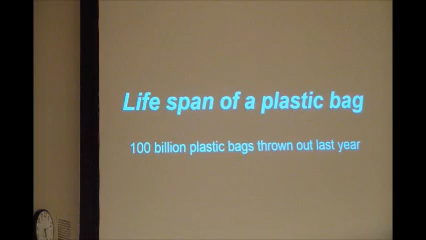 Life span of a plastic bag
100 billion plastic bags thrown out last year